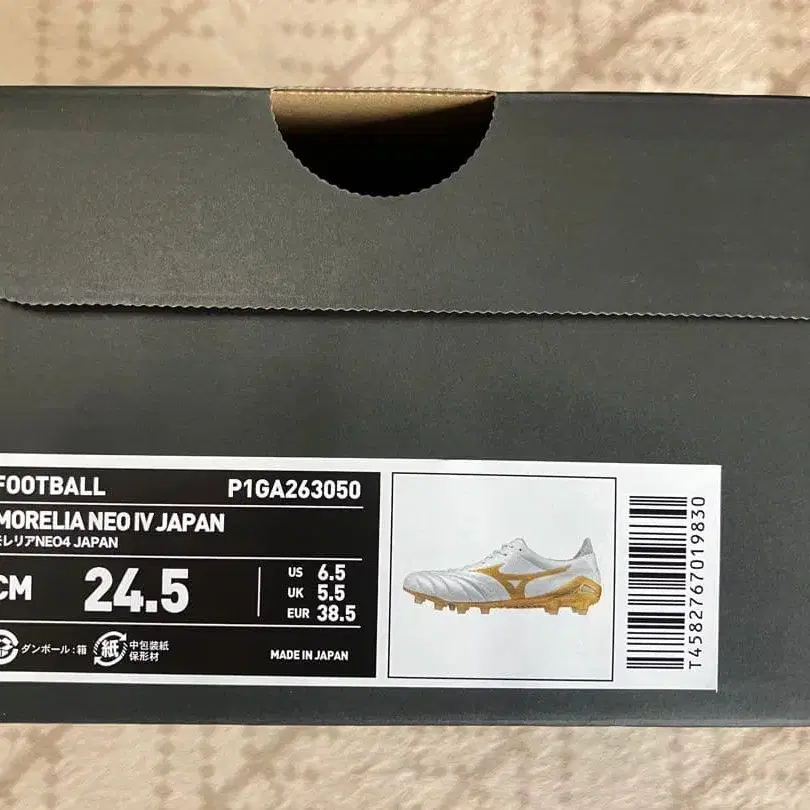 FOOTBALL P1GA263050
MORELIA NEO IV JAPAN
モレリアNEO4 JAPAN
CM 24.5
US 6.5
UK 5.5
EUR 38.5
ダンボール:箱
紙
中包装紙
保形材
MADE IN JAPAN
T4582767019830